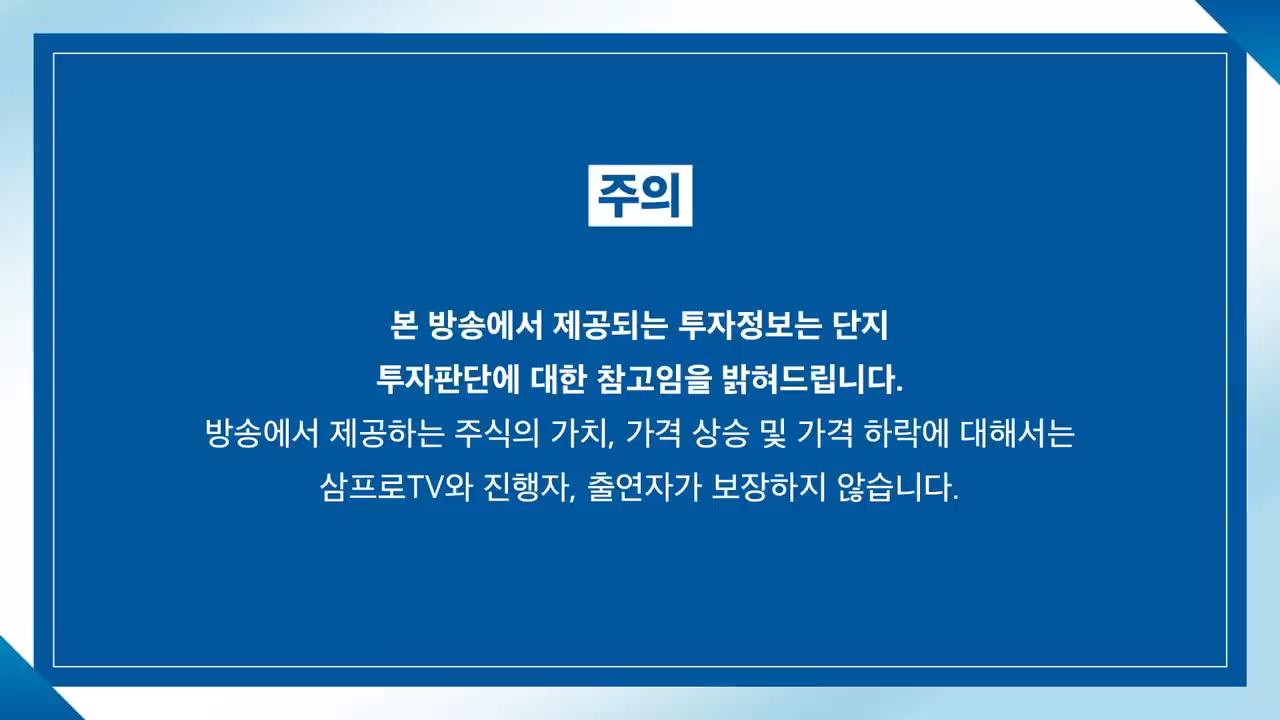 주의
본 방송에서 제공되는 투자정보는 단지
투자판단에 대한 참고임을 밝혀드립니다.
방송에서 제공하는 주식의 가치, 가격 상승 및 가격 하락에 대해서는
삼프로TV와 진행자, 출연자가 보장하지 않습니다.